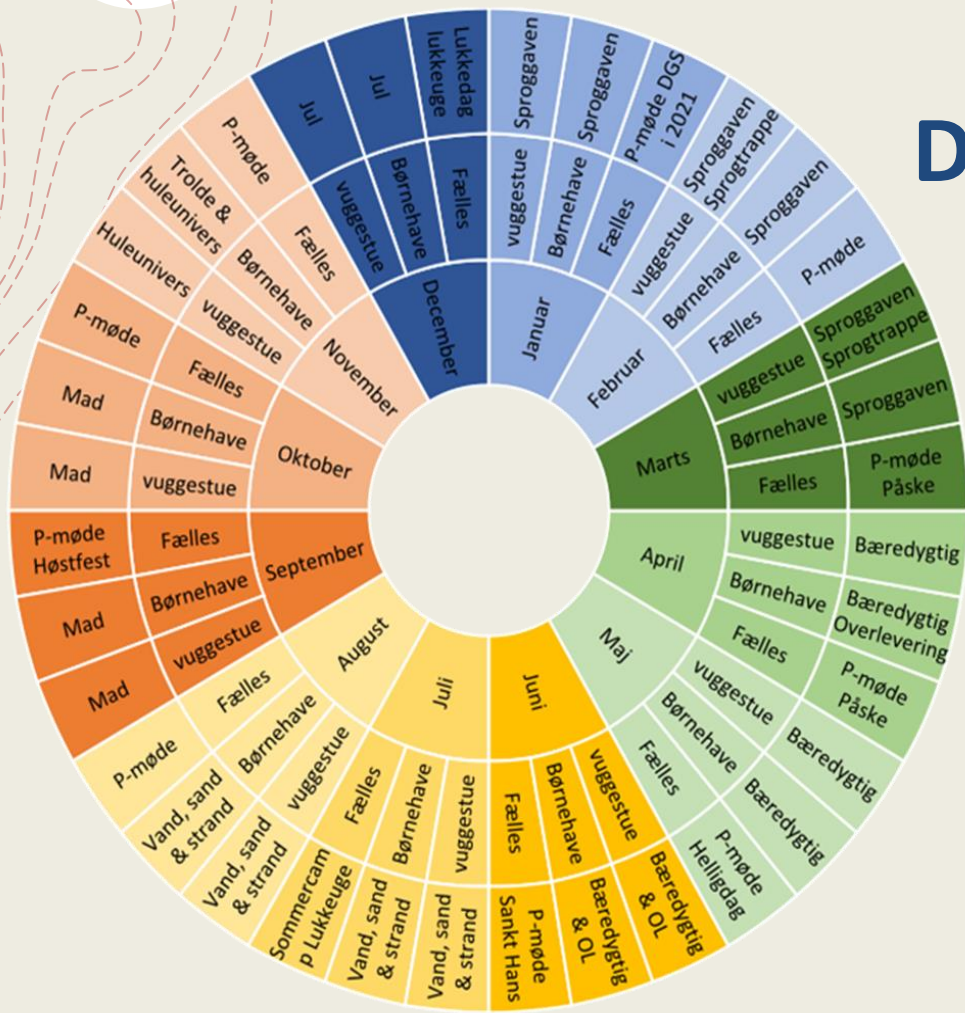 D
Januar
vuggestue
Sproggaven
Børnehave
Sproggaven
Fælles
P-møde DGS
i 2021
Februar
vuggestue
Sproggaven
Sprogtrappe
Børnehave
Sproggaven
Fælles
P-møde
Marts
vuggestue
Sproggaven
Sprogtrappe
Børnehave
Sproggaven
Fælles
P-møde
Påske
April
vuggestue
Bæredygtig
Børnehave
Bæredygtig
Overlevering
Fælles
P-møde
Påske
Maj
vuggestue
Bæredygtig
Børnehave
Bæredygtig
Fælles
P-møde
Helligdag
Juni
vuggestue
Bæredygtig
& OL
Børnehave
Bæredygtig
& OL
Fælles
P-møde
Sankt Hans
Juli
vuggestue
Vand, sand
& strand
Børnehave
Vand, sand
& strand
Fælles
Sommercam
p Lukkeuge
August
vuggestue
Vand, sand
& strand
Børnehave
Vand, sand
& strand
Fælles
P-møde
September
vuggestue
Mad
Børnehave
Mad
Fælles
P-møde
Høstfest
Oktober
vuggestue
Mad
Børnehave
Mad
Fælles
P-møde
November
vuggestue
Huleunivers
Børnehave
Trolde &
huleunivers
Fælles
P-møde
December
vuggestue
Jul
Børnehave
Jul
Fælles
Lukkedag
lukkeuge